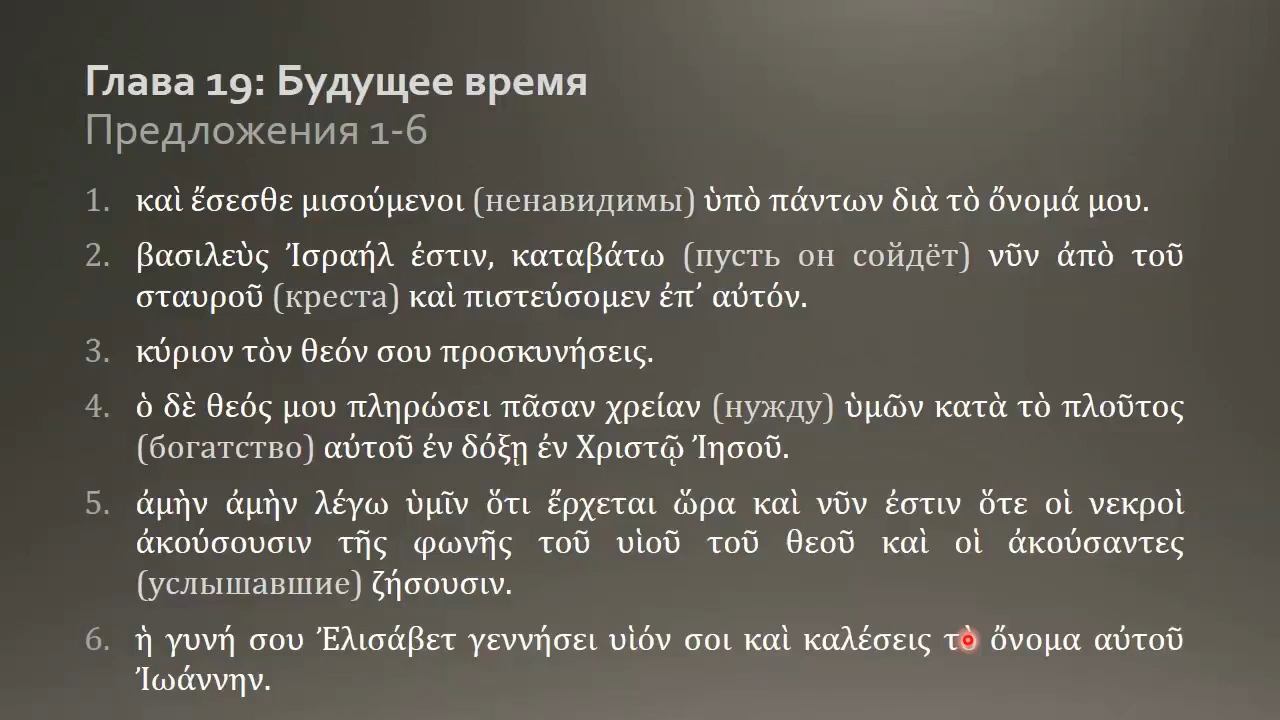 Глава 19: Будущее время
Предложения 1-6
1. καὶ ἔσεσθε μισούμενοι (ненавидимы) ὑπὸ πάντων διὰ τὸ ὄνομά μου.
2. βασιλεὺς Ἰσραήλ ἐστιν, καταβάτω (пусть он сойдёт) νῦν ἀπὸ τοῦ
σταυροῦ (креста) καὶ πιστεύσομεν ἐπ’ αὐτόν.
3. κύριον τὸν θεόν σου προσκυνήσεις.
4. ὁ δὲ θεός μου πληρώσει πᾶσαν χρείαν (нужду) ὑμῶν κατὰ τὸ πλοῦτος
(богатство) αὐτοῦ ἐν δόξῃ ἐν Χριστῷ Ἰησοῦ.
5. ἀμὴν ἀμὴν λέγω ὑμῖν ὅτι ἔρχεται ὥρα καὶ νῦν ἐστιν ὅτε οἱ νεκροὶ
ἀκούσουσιν τῆς φωνῆς τοῦ υἱοῦ τοῦ θεοῦ καὶ οἱ ἀκούσαντες
(услышавшие) ζήσουσιν.
6. ἡ γυνή σου Ἐλισάβετ γεννήσει υἱόν σοι καὶ καλέσεις τὸ ὄνομα αὐτοῦ
Ἰωάννην.